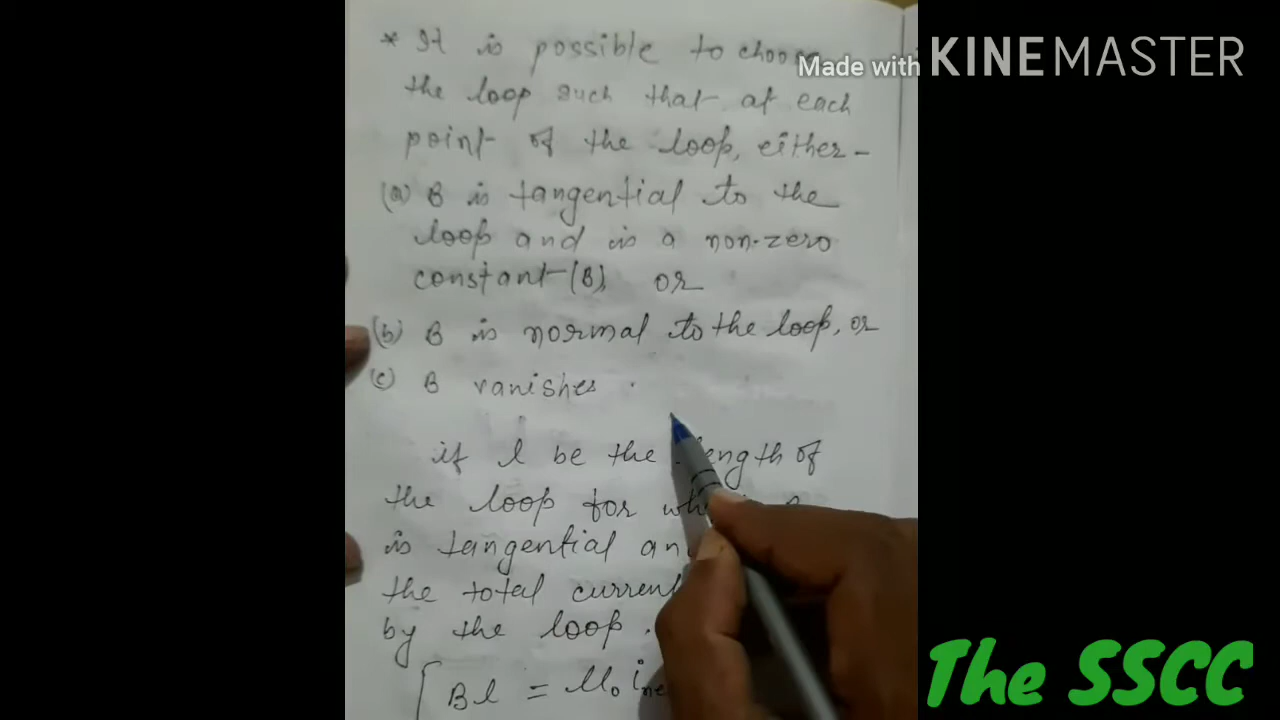 * It is possible to choose
Made with KINEMASTER
the loop such that at each
point of the loop, either -
(a) B is tangential to the
loop and is a non-zero
constant (B), or
(b) B is normal to the loop, or
(c) B vanishes.
if l be the length of
the loop for
is tangential
the total current
by the loop.
Bl = μ₀ i
The SSCC